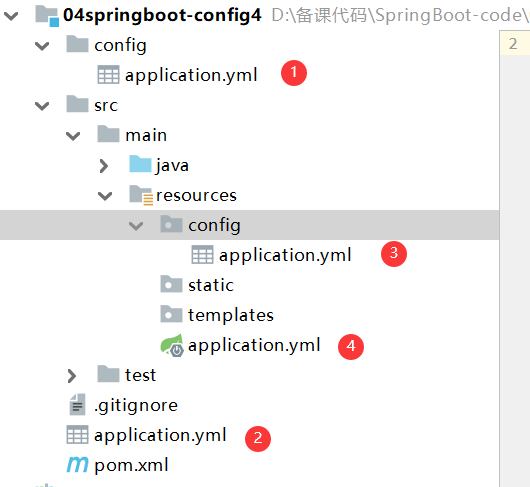 04springboot-config4 D:\备课代码\SpringBoot-code\
config
application.yml 1
src
main
java
resources
config
application.yml 3
static
templates
application.yml 4
test
.gitignore
application.yml 2
pom.xml
2